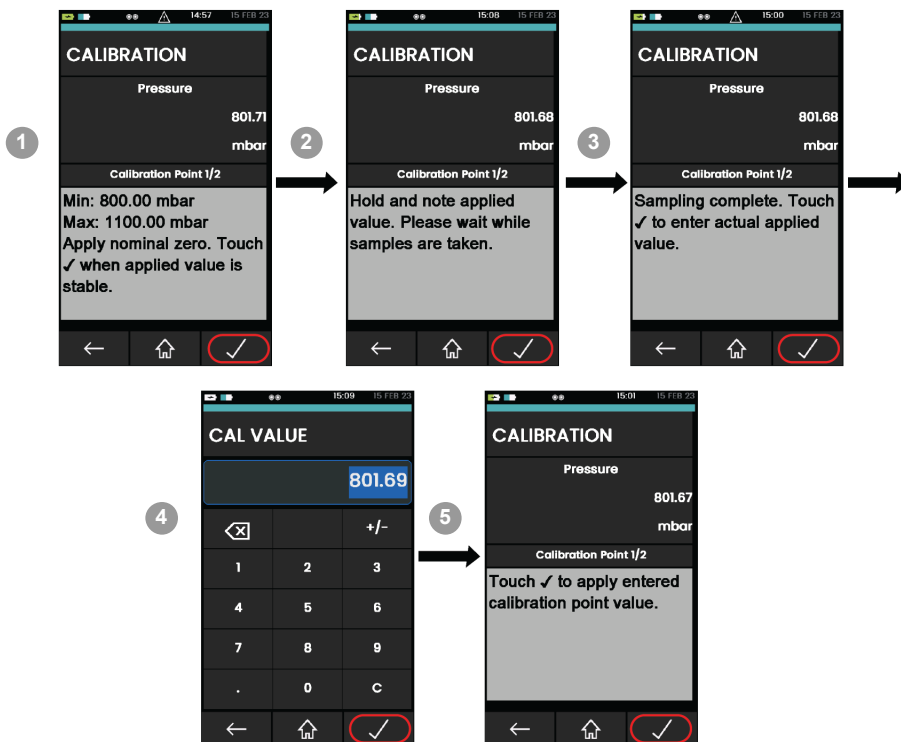 1
14:57 15 FEB 23
CALIBRATION
Pressure
801.71
mbar
Calibration Point 1/2
Min: 800.00 mbar
Max: 1100.00 mbar
Apply nominal zero. Touch
✓ when applied value is
stable.
2
15:08 15 FEB 23
CALIBRATION
Pressure
801.68
mbar
Calibration Point 1/2
Hold and note applied
value. Please wait while
samples are taken.
3
15:00 15 FEB 23
CALIBRATION
Pressure
801.68
mbar
Calibration Point 1/2
Sampling complete. Touch
✓ to enter actual applied
value.
4
15:09 15 FEB 23
CAL VALUE
801.69
+/-
1 2 3
4 5 6
7 8 9
. 0 C
5
15:01 15 FEB 23
CALIBRATION
Pressure
801.67
mbar
Calibration Point 1/2
Touch ✓ to apply entered
calibration point value.